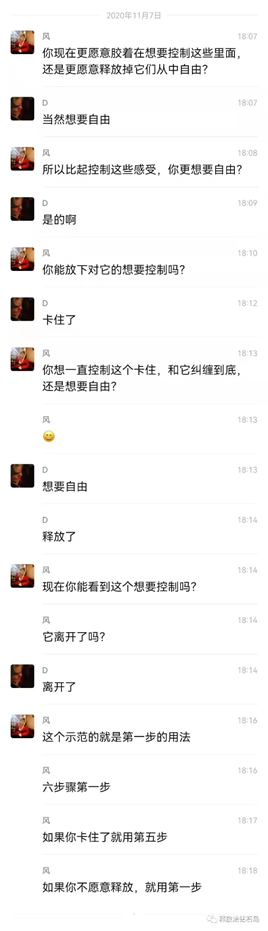 2020年11月7日
风 18:07
你现在更愿意胶着在想要控制这些里面，
还是更愿意释放掉它们从中自由？
D 18:07
当然想要自由
风 18:08
所以比起控制这些感受，你更想要自由？
D 18:09
是的啊
风 18:10
你能放下对它的想要控制吗？
D 18:12
卡住了
风 18:13
你想一直控制这个卡住，和它纠缠到底，
还是想要自由？
风 18:13
D 18:13
想要自由
D 18:14
释放了
风 18:14
现在你能看到这个想要控制吗？
风 18:14
它离开了吗？
D 18:14
离开了
风 18:16
这个示范的就是第一步的用法
风 18:16
六步骤第一步
风 18:17
如果你卡住了就用第五步
风 18:18
如果你不愿意释放，就用第一步